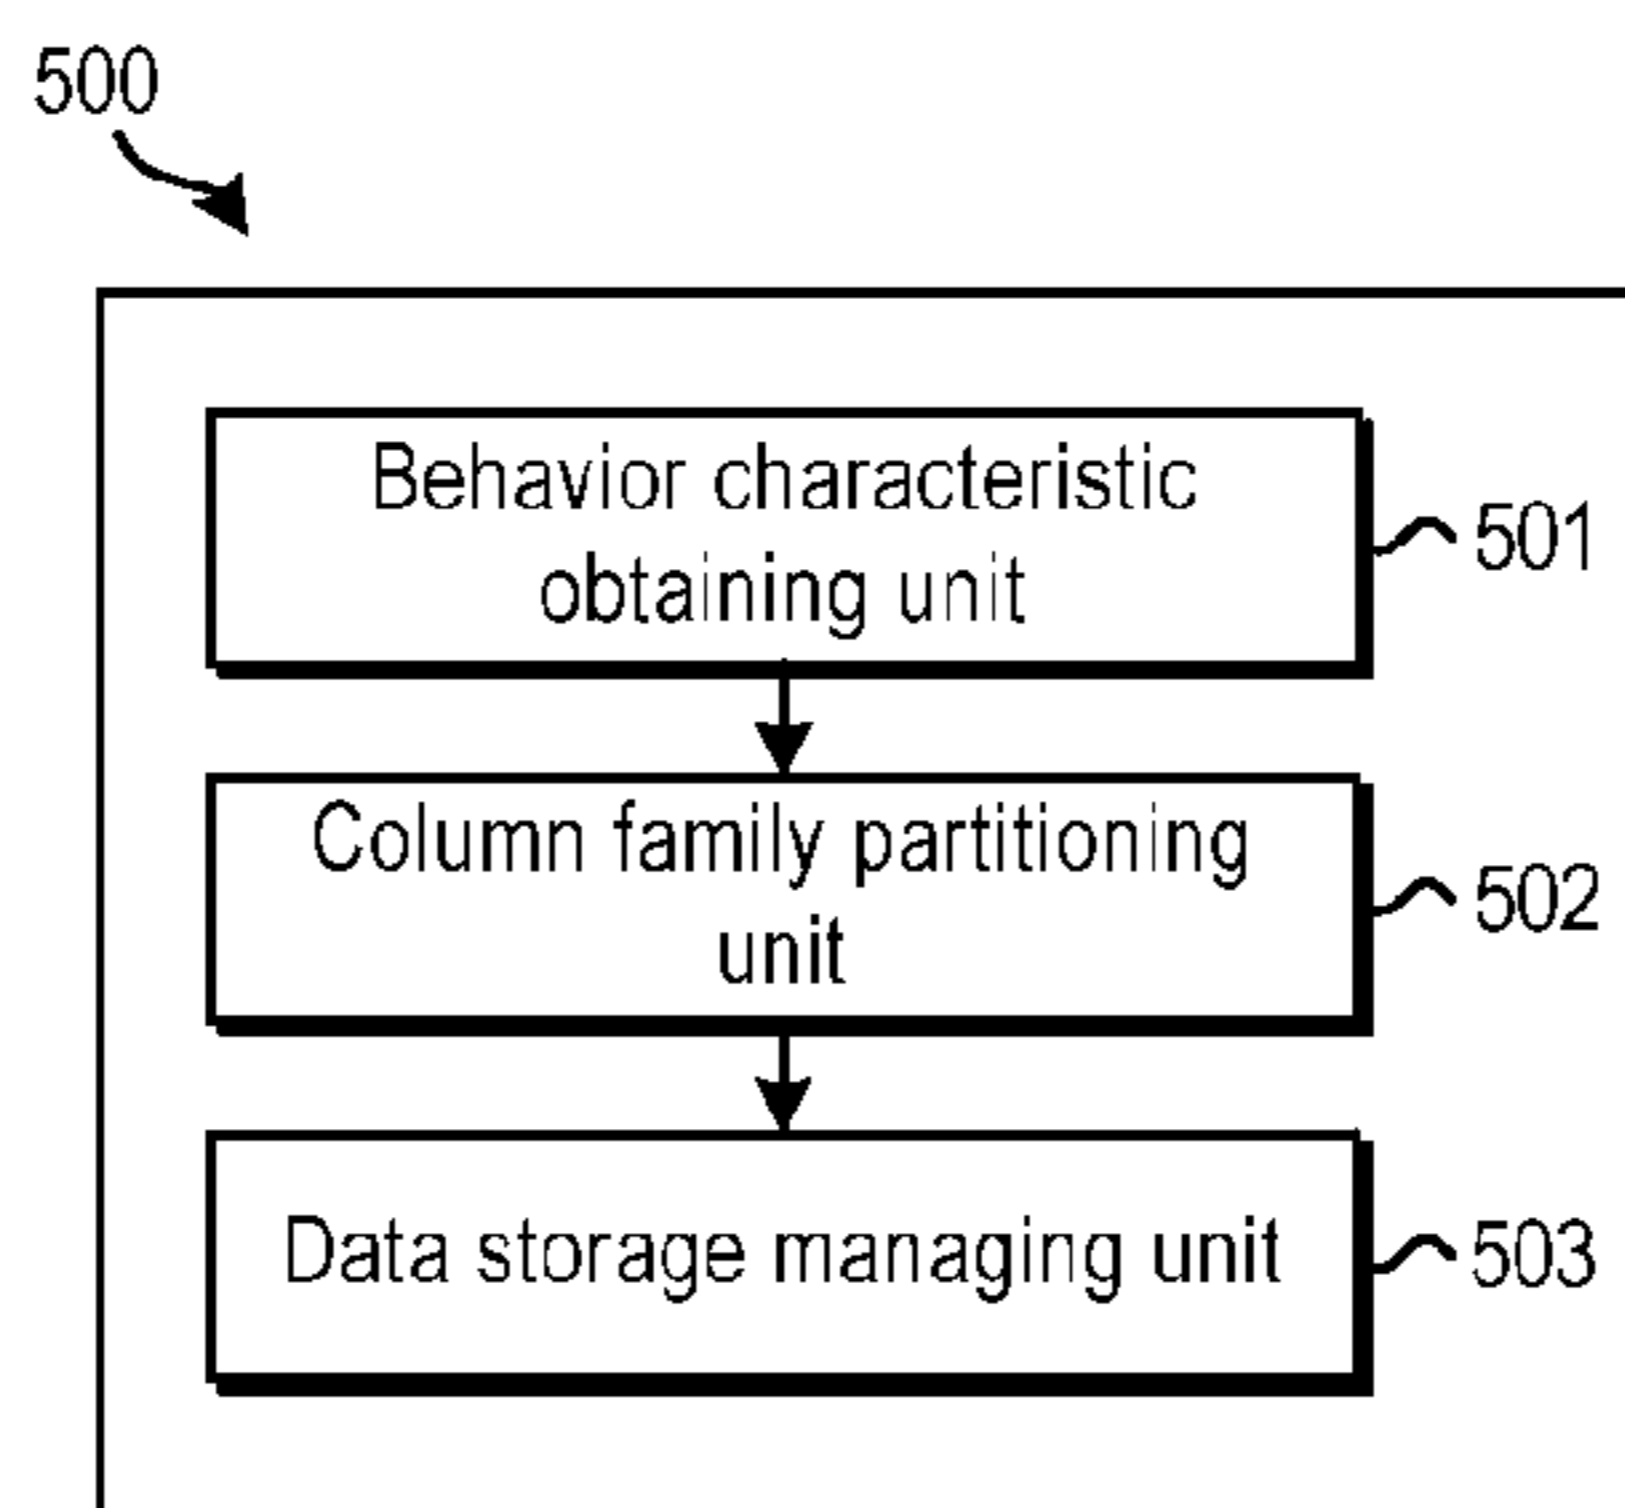 500
Behavior characteristic
obtaining unit
501
Column family partitioning
unit
502
Data storage managing unit
503